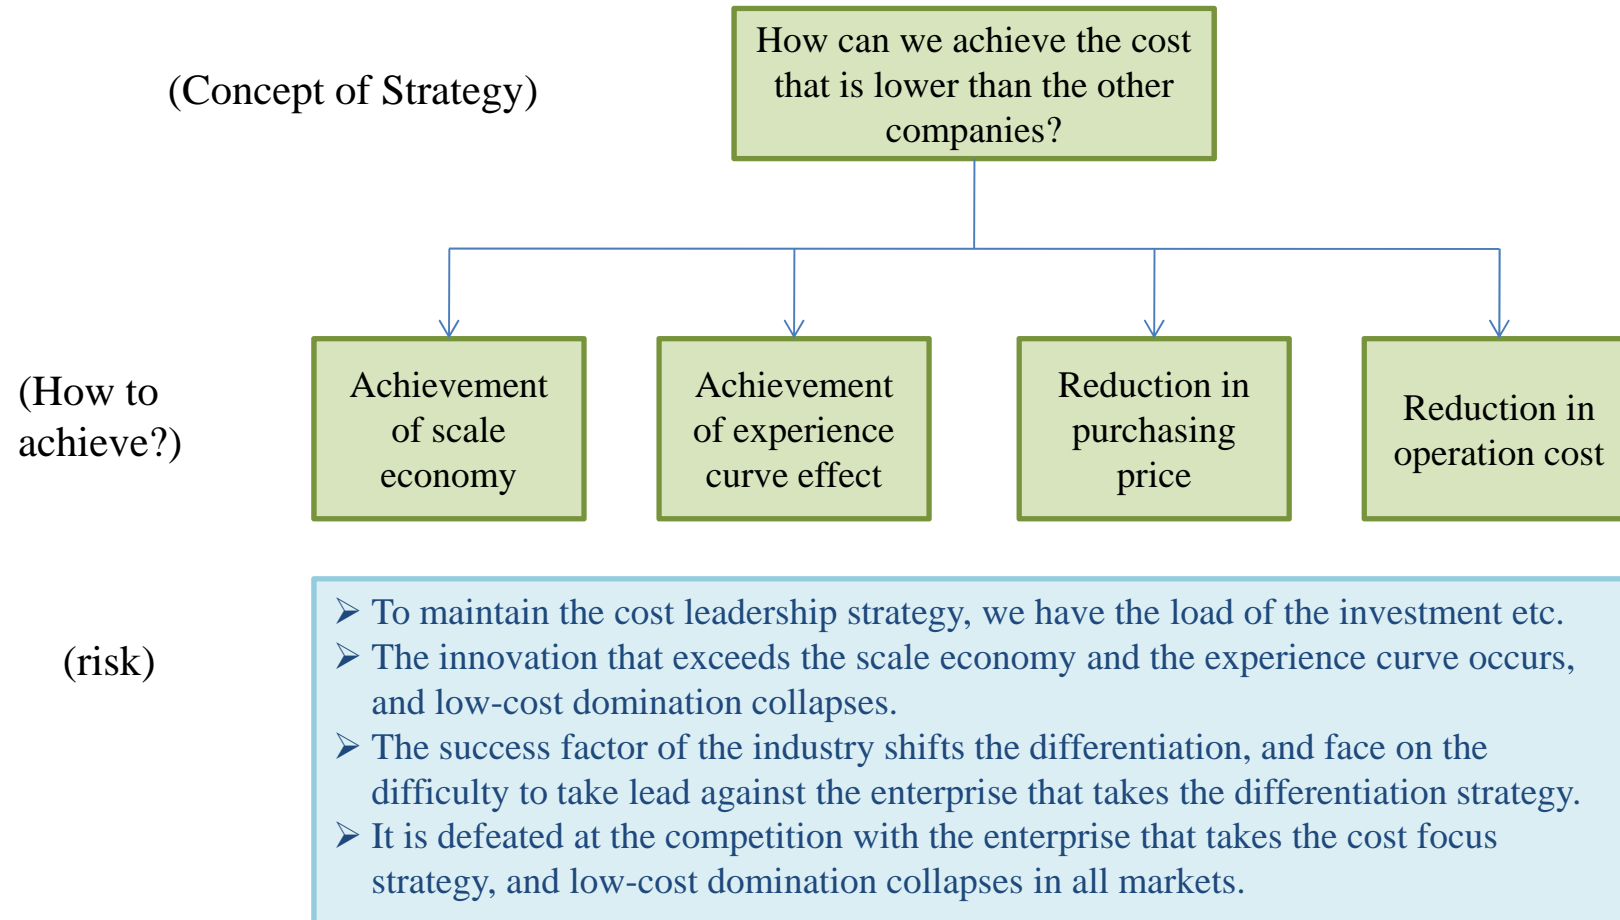 How can we achieve the cost
that is lower than the other
companies?
(Concept of Strategy)
(How to
achieve?)
Achievement
of scale
economy
Achievement
of experience
curve effect
Reduction in
purchasing
price
Reduction in
operation cost
(risk)
➢ To maintain the cost leadership strategy, we have the load of the investment etc.
➢ The innovation that exceeds the scale economy and the experience curve occurs,
and low-cost domination collapses.
➢ The success factor of the industry shifts the differentiation, and face on the
difficulty to take lead against the enterprise that takes the differentiation strategy.
➢ It is defeated at the competition with the enterprise that takes the cost focus
strategy, and low-cost domination collapses in all markets.